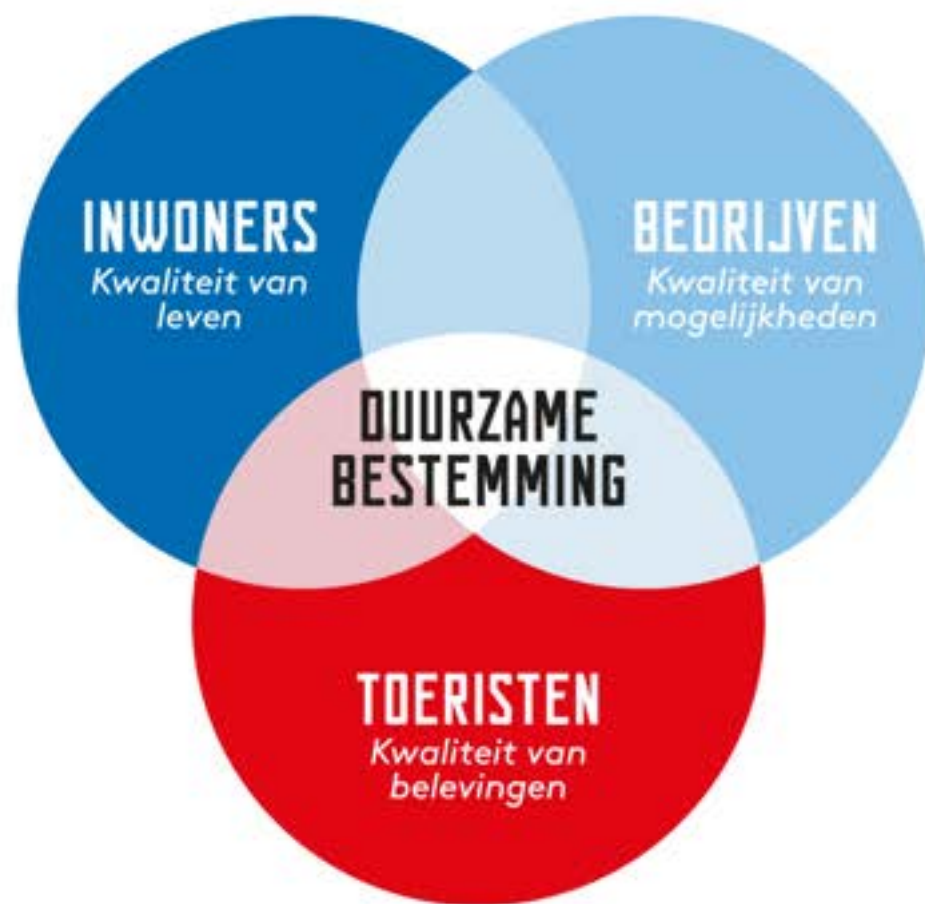 INWONERS
Kwaliteit van
leven
BEDRIJVEN
Kwaliteit van
mogelijkheden
DUURZAME
BESTEMMING
TOERISTEN
Kwaliteit van
belevingen